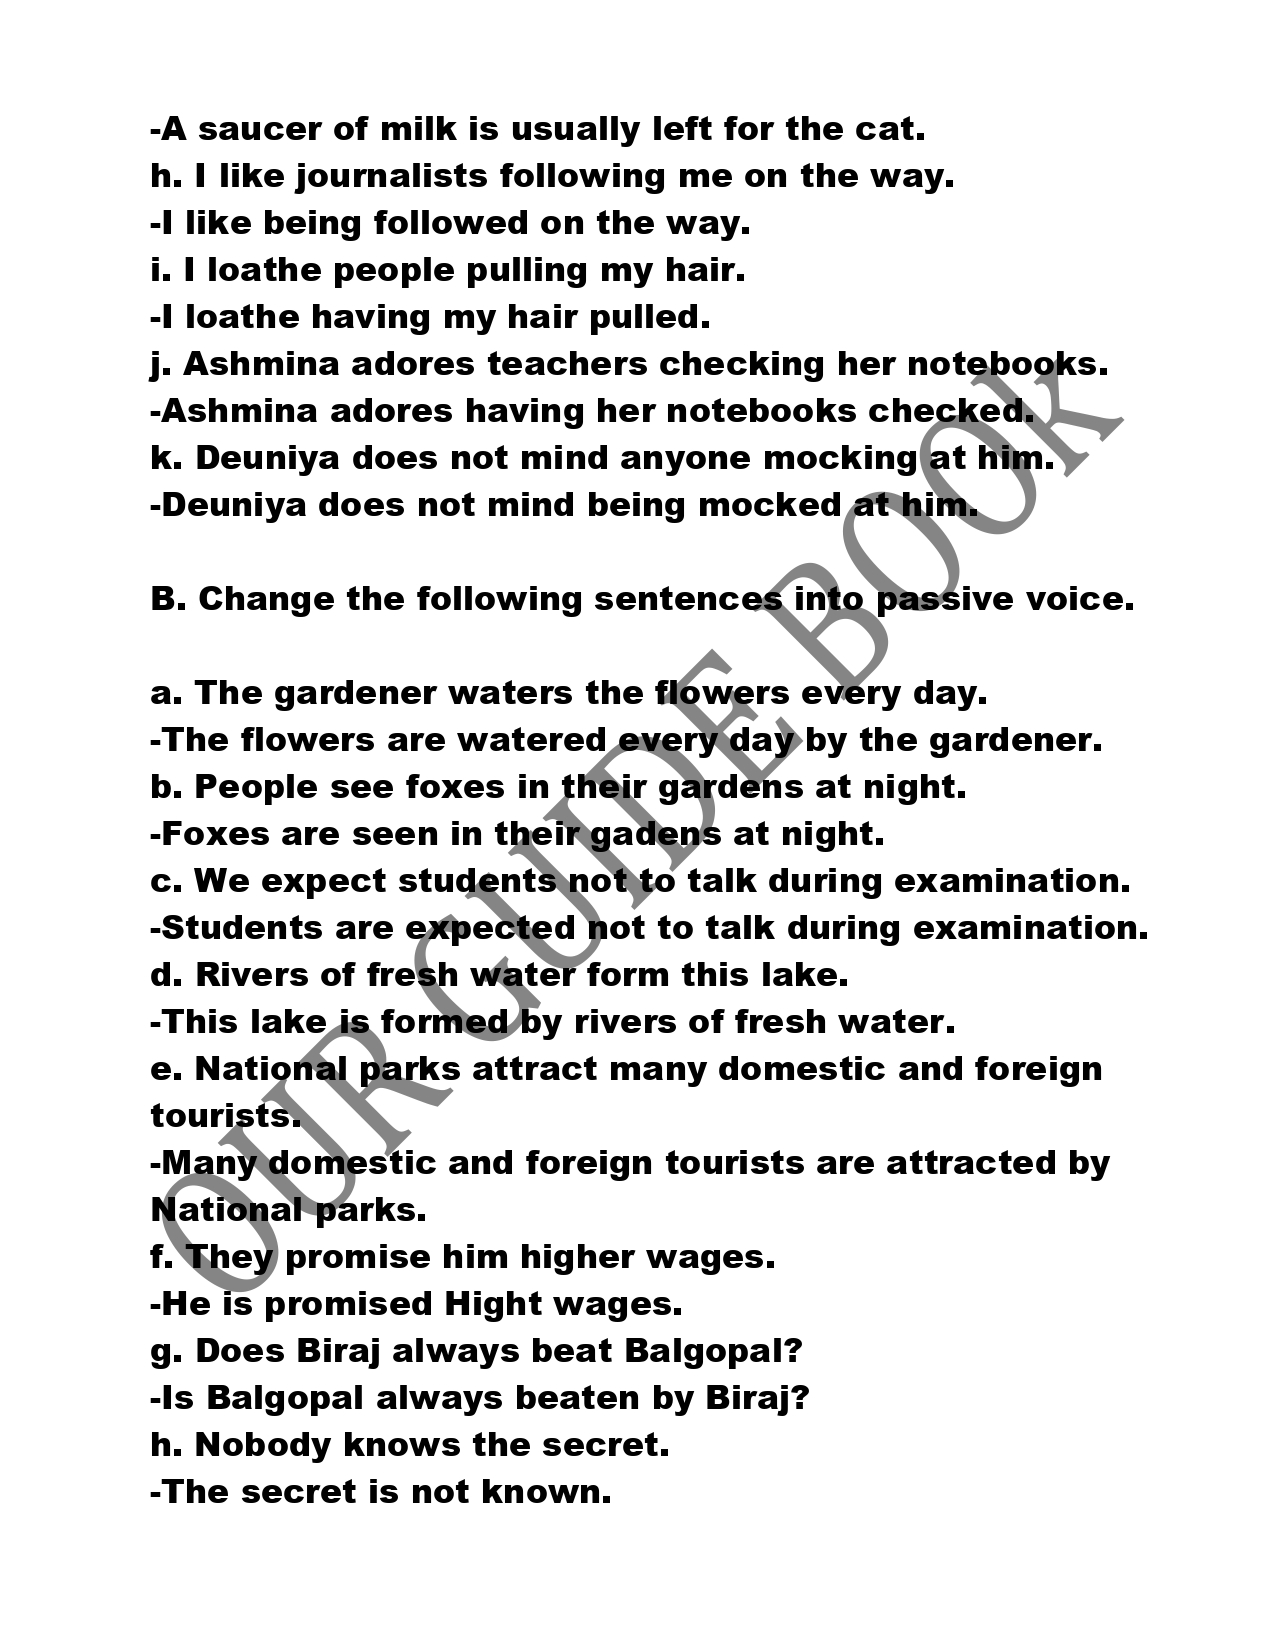 -A saucer of milk is usually left for the cat.
h. I like journalists following me on the way.
-I like being followed on the way.
i. I loathe people pulling my hair.
-I loathe having my hair pulled.
j. Ashmina adores teachers checking her notebooks.
-Ashmina adores having her notebooks checked.
k. Deuniya does not mind anyone mocking at him.
-Deuniya does not mind being mocked at him.
B. Change the following sentences into passive voice.
a. The gardener waters the flowers every day.
-The flowers are watered every day by the gardener.
b. People see foxes in their gardens at night.
-Foxes are seen in their gadens at night.
c. We expect students not to talk during examination.
-Students are expected not to talk during examination.
d. Rivers of fresh water form this lake.
-This lake is formed by rivers of fresh water.
e. National parks attract many domestic and foreign
tourists.
-Many domestic and foreign tourists are attracted by
National parks.
f. They promise him higher wages.
-He is promised Hight wages.
g. Does Biraj always beat Balgopal?
-Is Balgopal always beaten by Biraj?
h. Nobody knows the secret.
-The secret is not known.
OUR GUIDE BOOk